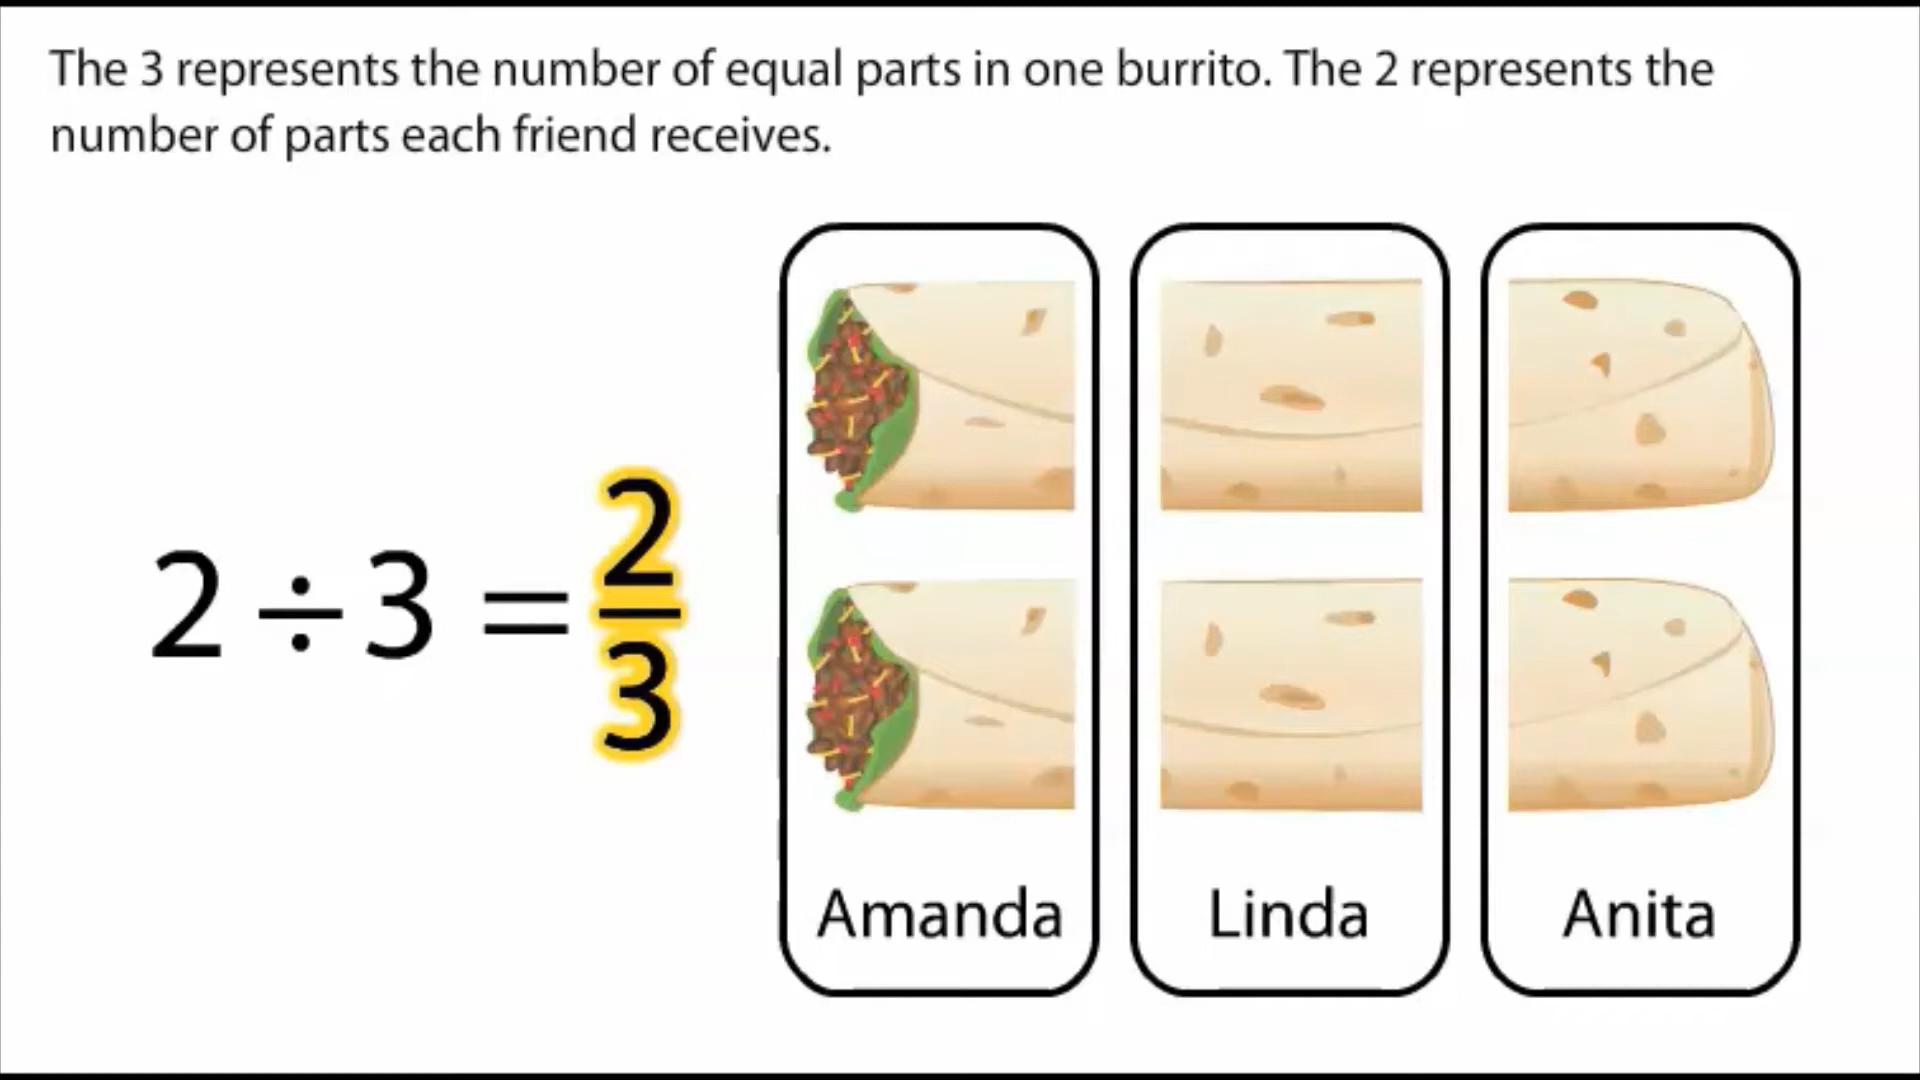 The 3 represents the number of equal parts in one burrito. The 2 represents the
number of parts each friend receives.
2 ÷ 3 = 2/3
Amanda
Linda
Anita